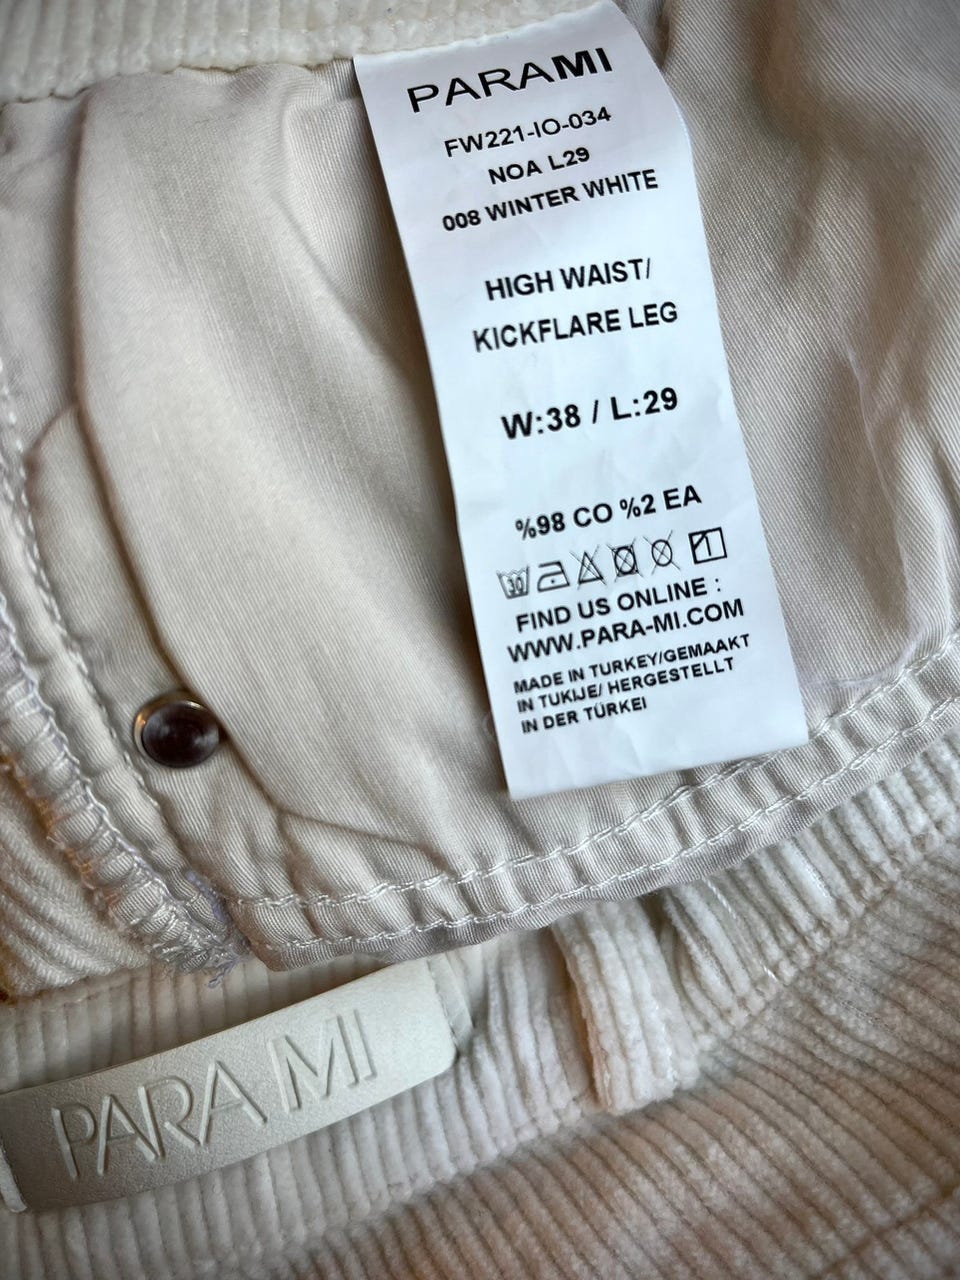 PARAMI
FW221-IO-034
NOA L29
008 WINTER WHITE
HIGH WAIST/
KICKFLARE LEG
W:38 / L:29
%98 CO %2 EA
30
FIND US ONLINE :
WWW.PARA-MI.COM
MADE IN TURKEY/GEMAAKT
IN TUKIJE/ HERGESTELLT
IN DER TÜRKEI
PARA MI